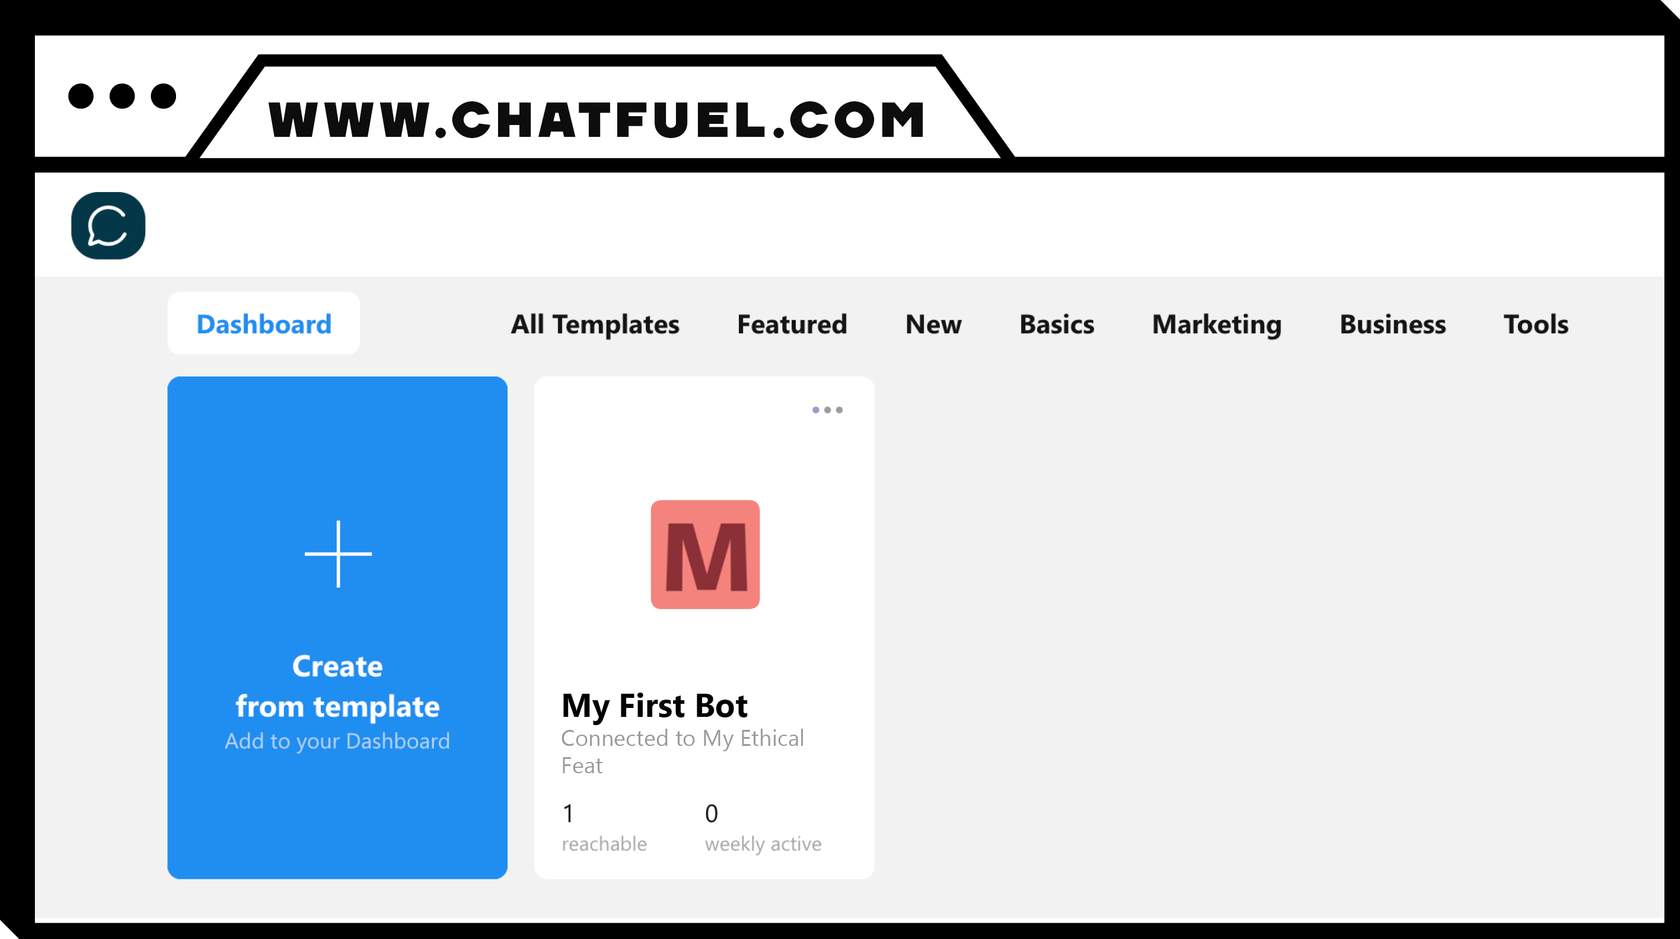 WWW.CHATFUEL.COM
Dashboard
All Templates
Featured
New
Basics
Marketing
Business
Tools
Create
from template
Add to your Dashboard
M
My First Bot
Connected to My Ethical
Feat
1
reachable
0
weekly active